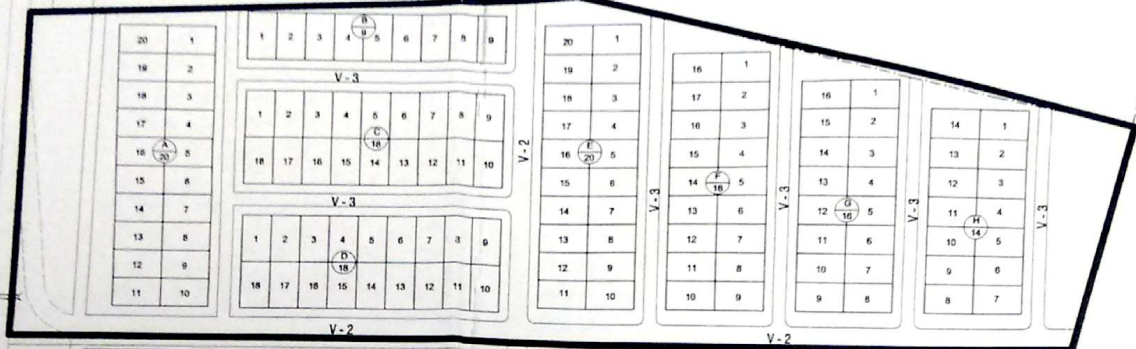 20 1
19 2
18 3
17 4
16 A 20 5
15 6
14 7
13 8
12 9
11 10
1 2 3 4 B 9 5 6 7 8 9
V-3
1 2 3 4 5 6 7 8 9
C 18
18 17 16 15 14 13 12 11 10
V-3
1 2 3 4 5 6 7 8 9
D 18
18 17 16 15 14 13 12 11 10
V-2
V-2
20 1
19 2
18 3
17 4
16 E 20 5
15 6
14 7
13 8
12 9
11 10
V-3
16 1
17 2
16 3
15 4
14 F 18 5
13 6
12 7
11 8
10 9
V-3
16 1
15 2
14 3
13 4
12 G 16 5
11 6
10 7
9 8
V-3
14 1
13 2
12 3
11 4
H 14
10 5
9 6
8 7
V-3
V-2